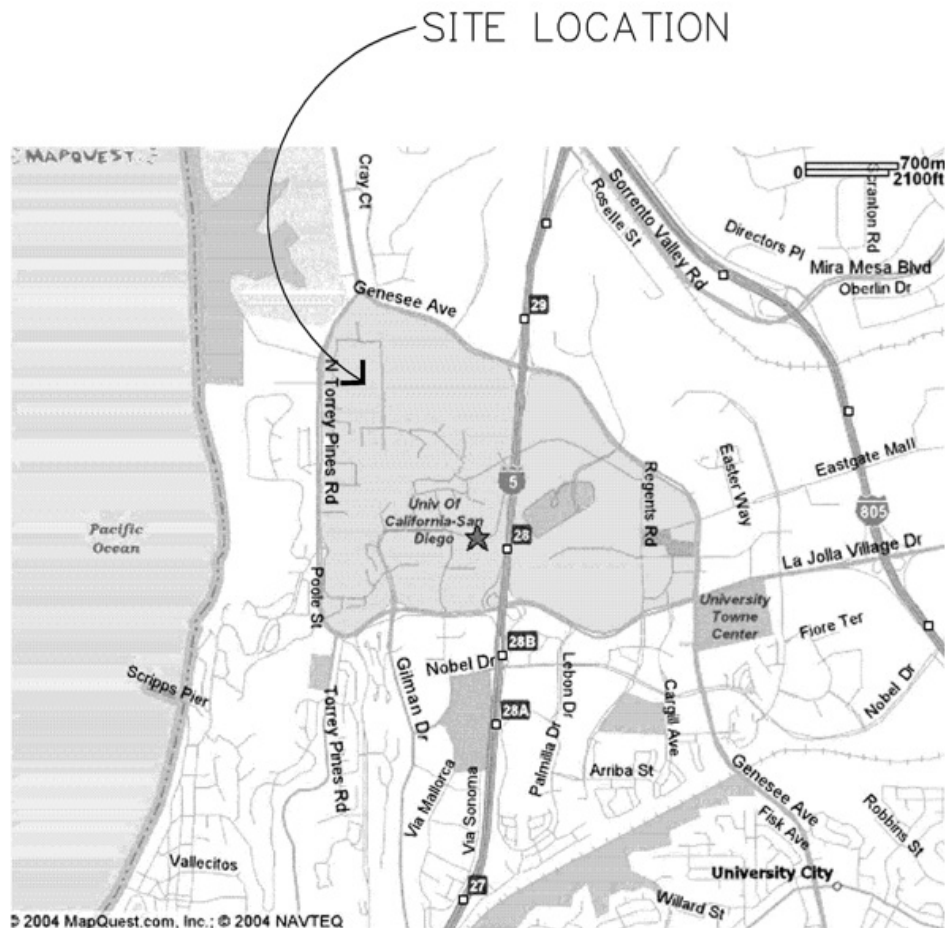 SITE LOCATION
MAPQUEST
700m
0
2100ft
Cray Ct
Roselle St
Sorrento Valley Rd
Scranton Rd
Directors Pl
Mira Mesa Blvd
Oberlin Dr
Genesee Ave
29
N Torrey Pines Rd
5
Univ Of
California-San
Diego
28
Regents Rd
Easter Way
Eastgate Mall
805
La Jolla Village Dr
Pacific
Ocean
Poole St
University
Towne
Center
Fiore Ter
28B
Nobel Dr
Scripps Pier
Torrey Pines Rd
Gilman Dr
28A
Lebon Dr
Palmilla Dr
Cargill Ave
Nobel Dr
Arriba St
Via Mallorca
Via Sonoma
Genesee Ave
Fisk Ave
Robbins St
Vallecitos
University City
27
Willard St
© 2004 MapQuest.com, Inc.; © 2004 NAVTEQ